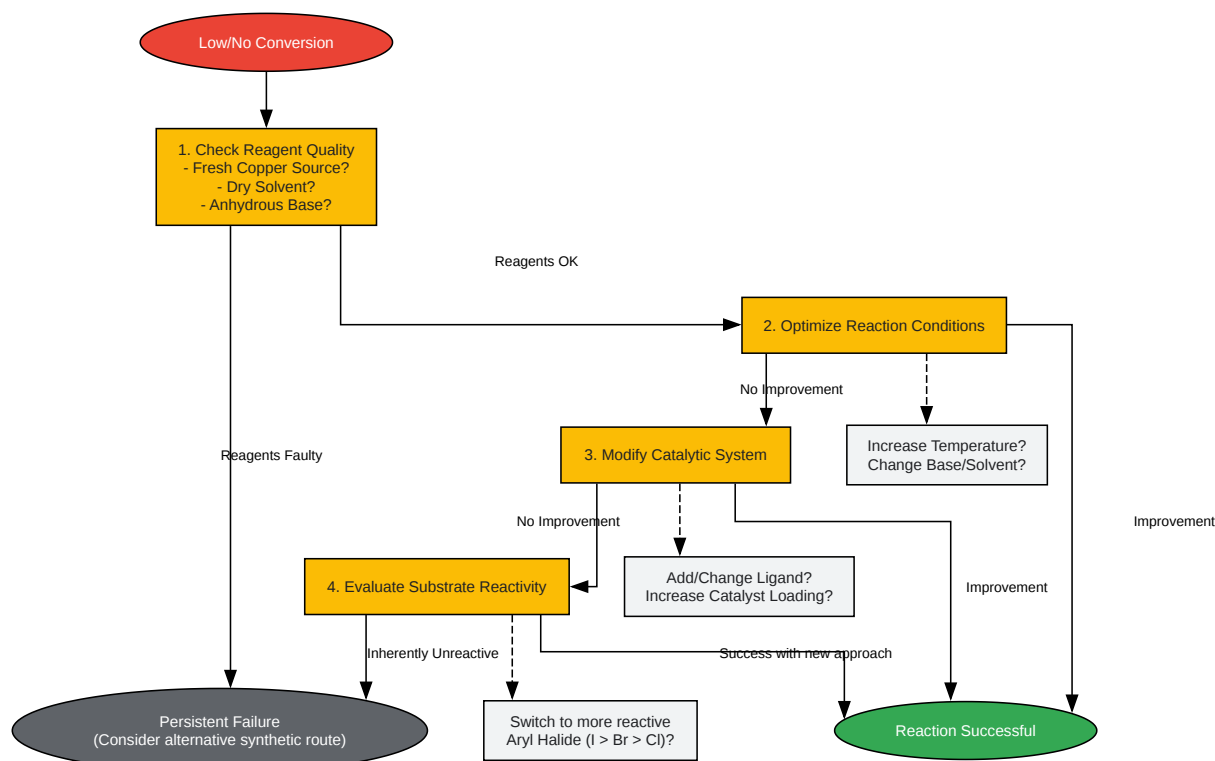 Low/No Conversion
1. Check Reagent Quality
- Fresh Copper Source?
- Dry Solvent?
- Anhydrous Base?
Reagents OK
2. Optimize Reaction Conditions
No Improvement
Increase Temperature?
Change Base/Solvent?
Reagents Faulty
3. Modify Catalytic System
No Improvement
Improvement
Add/Change Ligand?
Increase Catalyst Loading?
4. Evaluate Substrate Reactivity
Improvement
Inherently Unreactive
Success with new approach
Persistent Failure
(Consider alternative synthetic route)
Switch to more reactive
Aryl Halide (I > Br > Cl)?
Reaction Successful